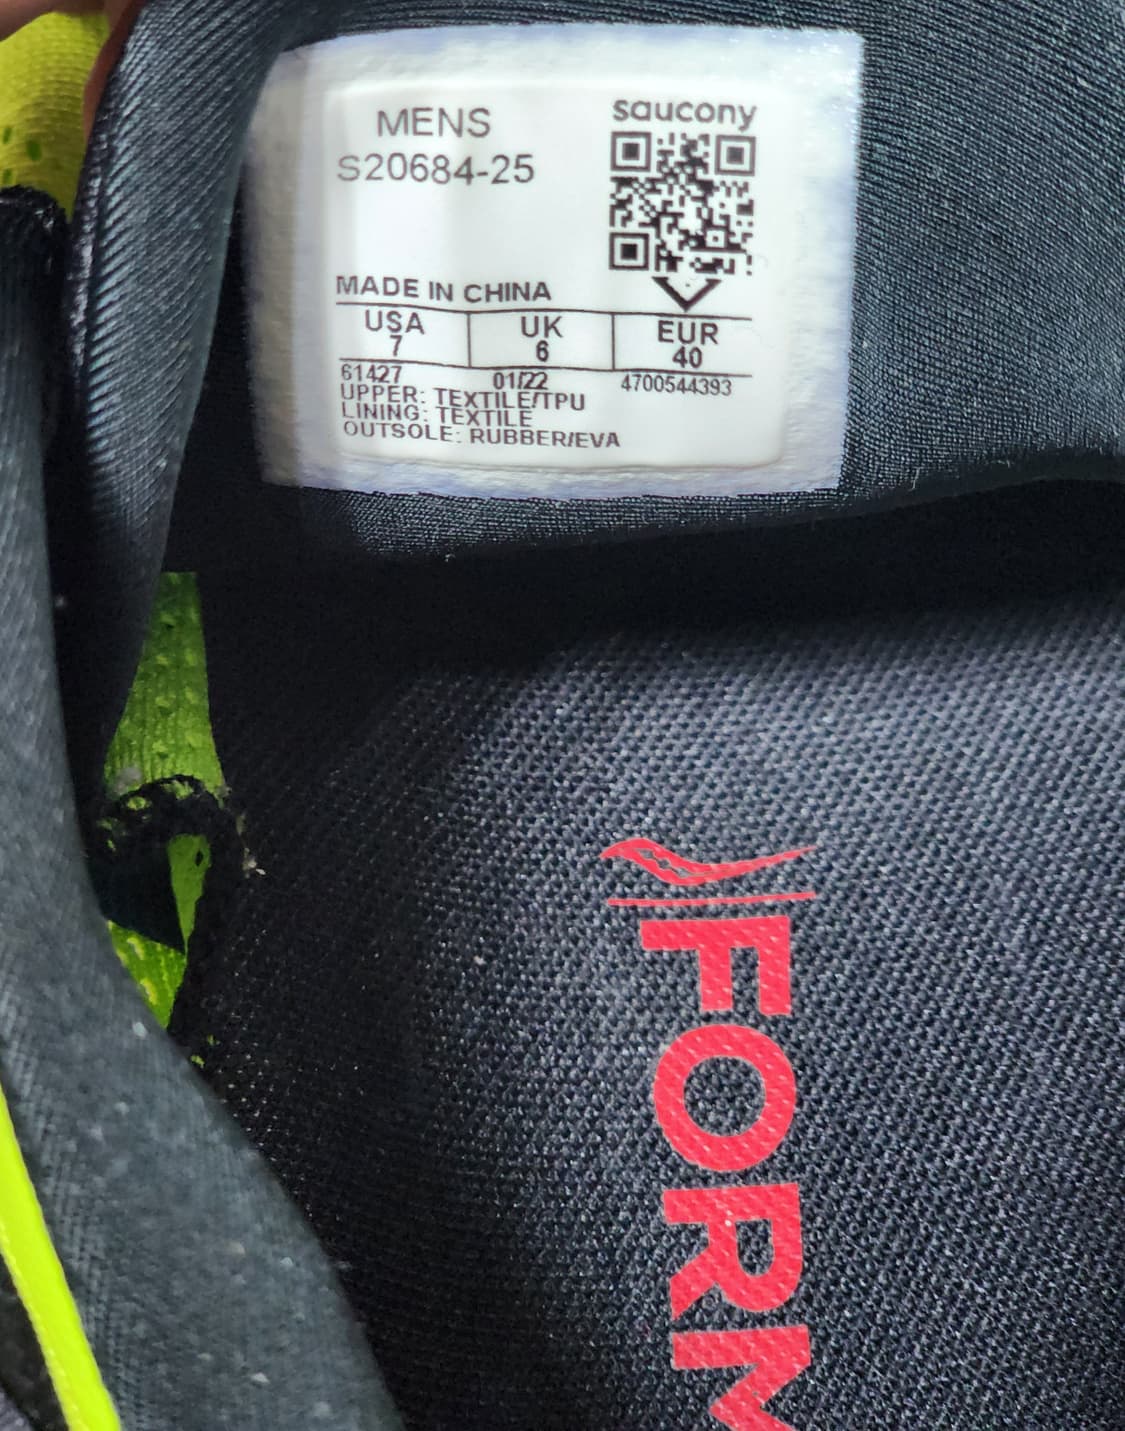 MENS
S20684-25
saucony
MADE IN CHINA
USA UK EUR
7 6 40
61427 01/22 4700544393
UPPER: TEXTILE/TPU
LINING: TEXTILE
OUTSOLE: RUBBER/EVA
FORM